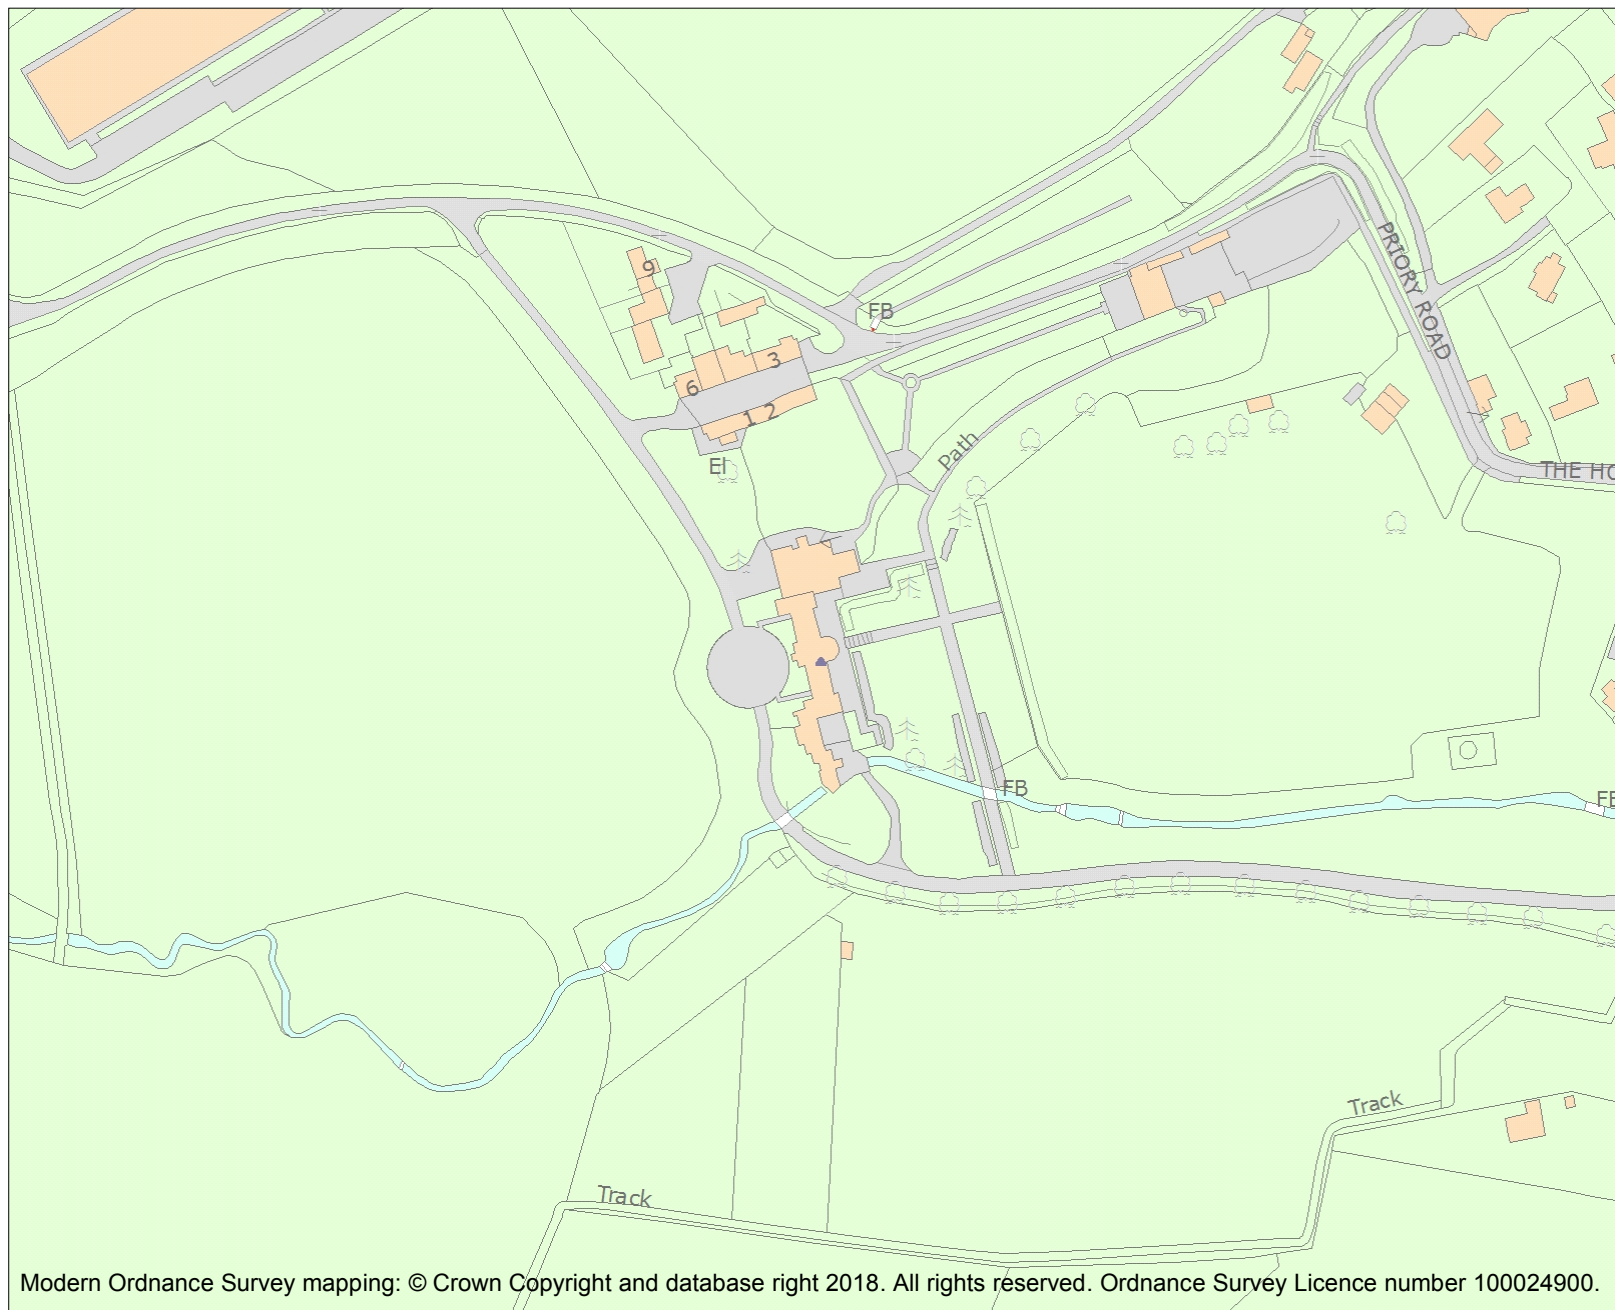 9
FB
PRIORY ROAD
3
6
1 2
Path
El
THE HO
FB
FB
Track
Track
Modern Ordnance Survey mapping: © Crown Copyright and database right 2018. All rights reserved. Ordnance Survey Licence number 100024900.